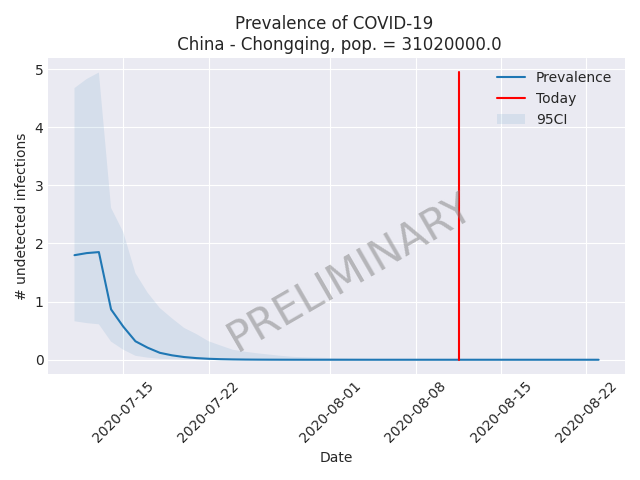 Prevalence of COVID-19
China - Chongqing, pop. = 31020000.0
5
4
3
2
1
0
# undetected infections
Prevalence
Today
95CI
PRELIMINARY
2020-07-15
2020-07-22
2020-08-01
2020-08-08
2020-08-15
2020-08-22
Date